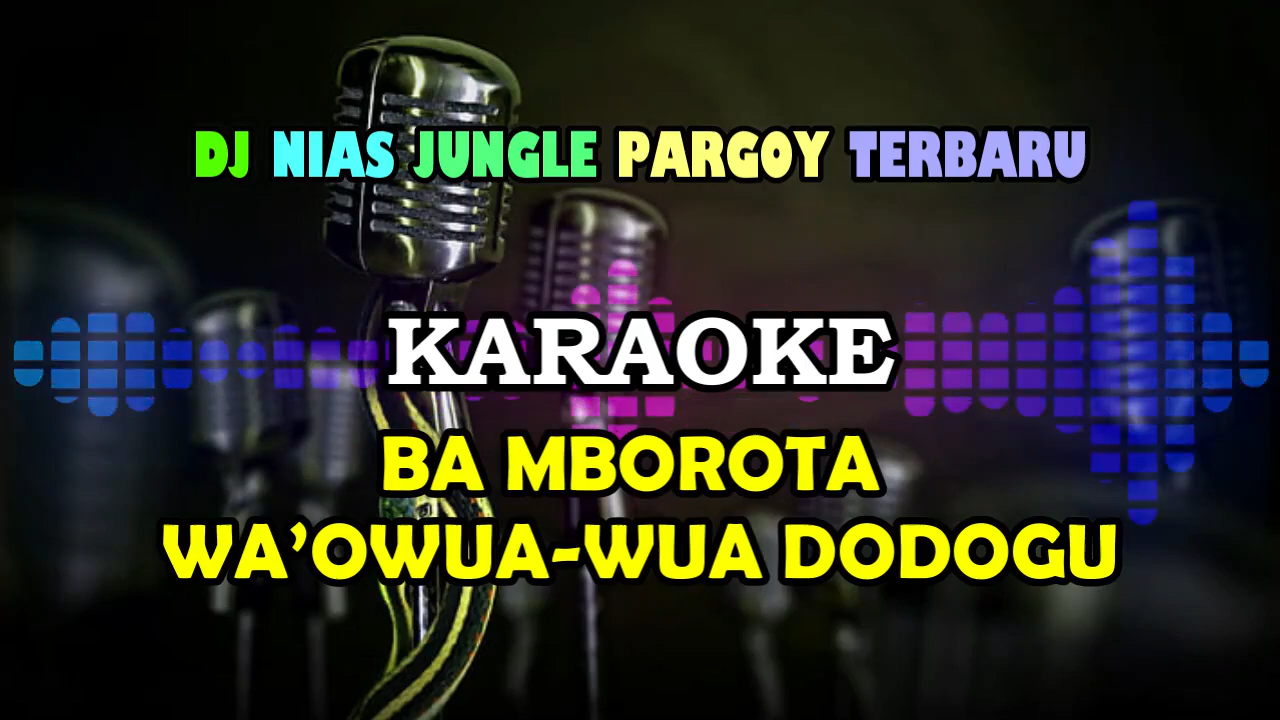 DJ NIAS JUNGLE PARGOY TERBARU
KARAOKE
BA MBOROTA
WA'OWUA-WUA DODOGU